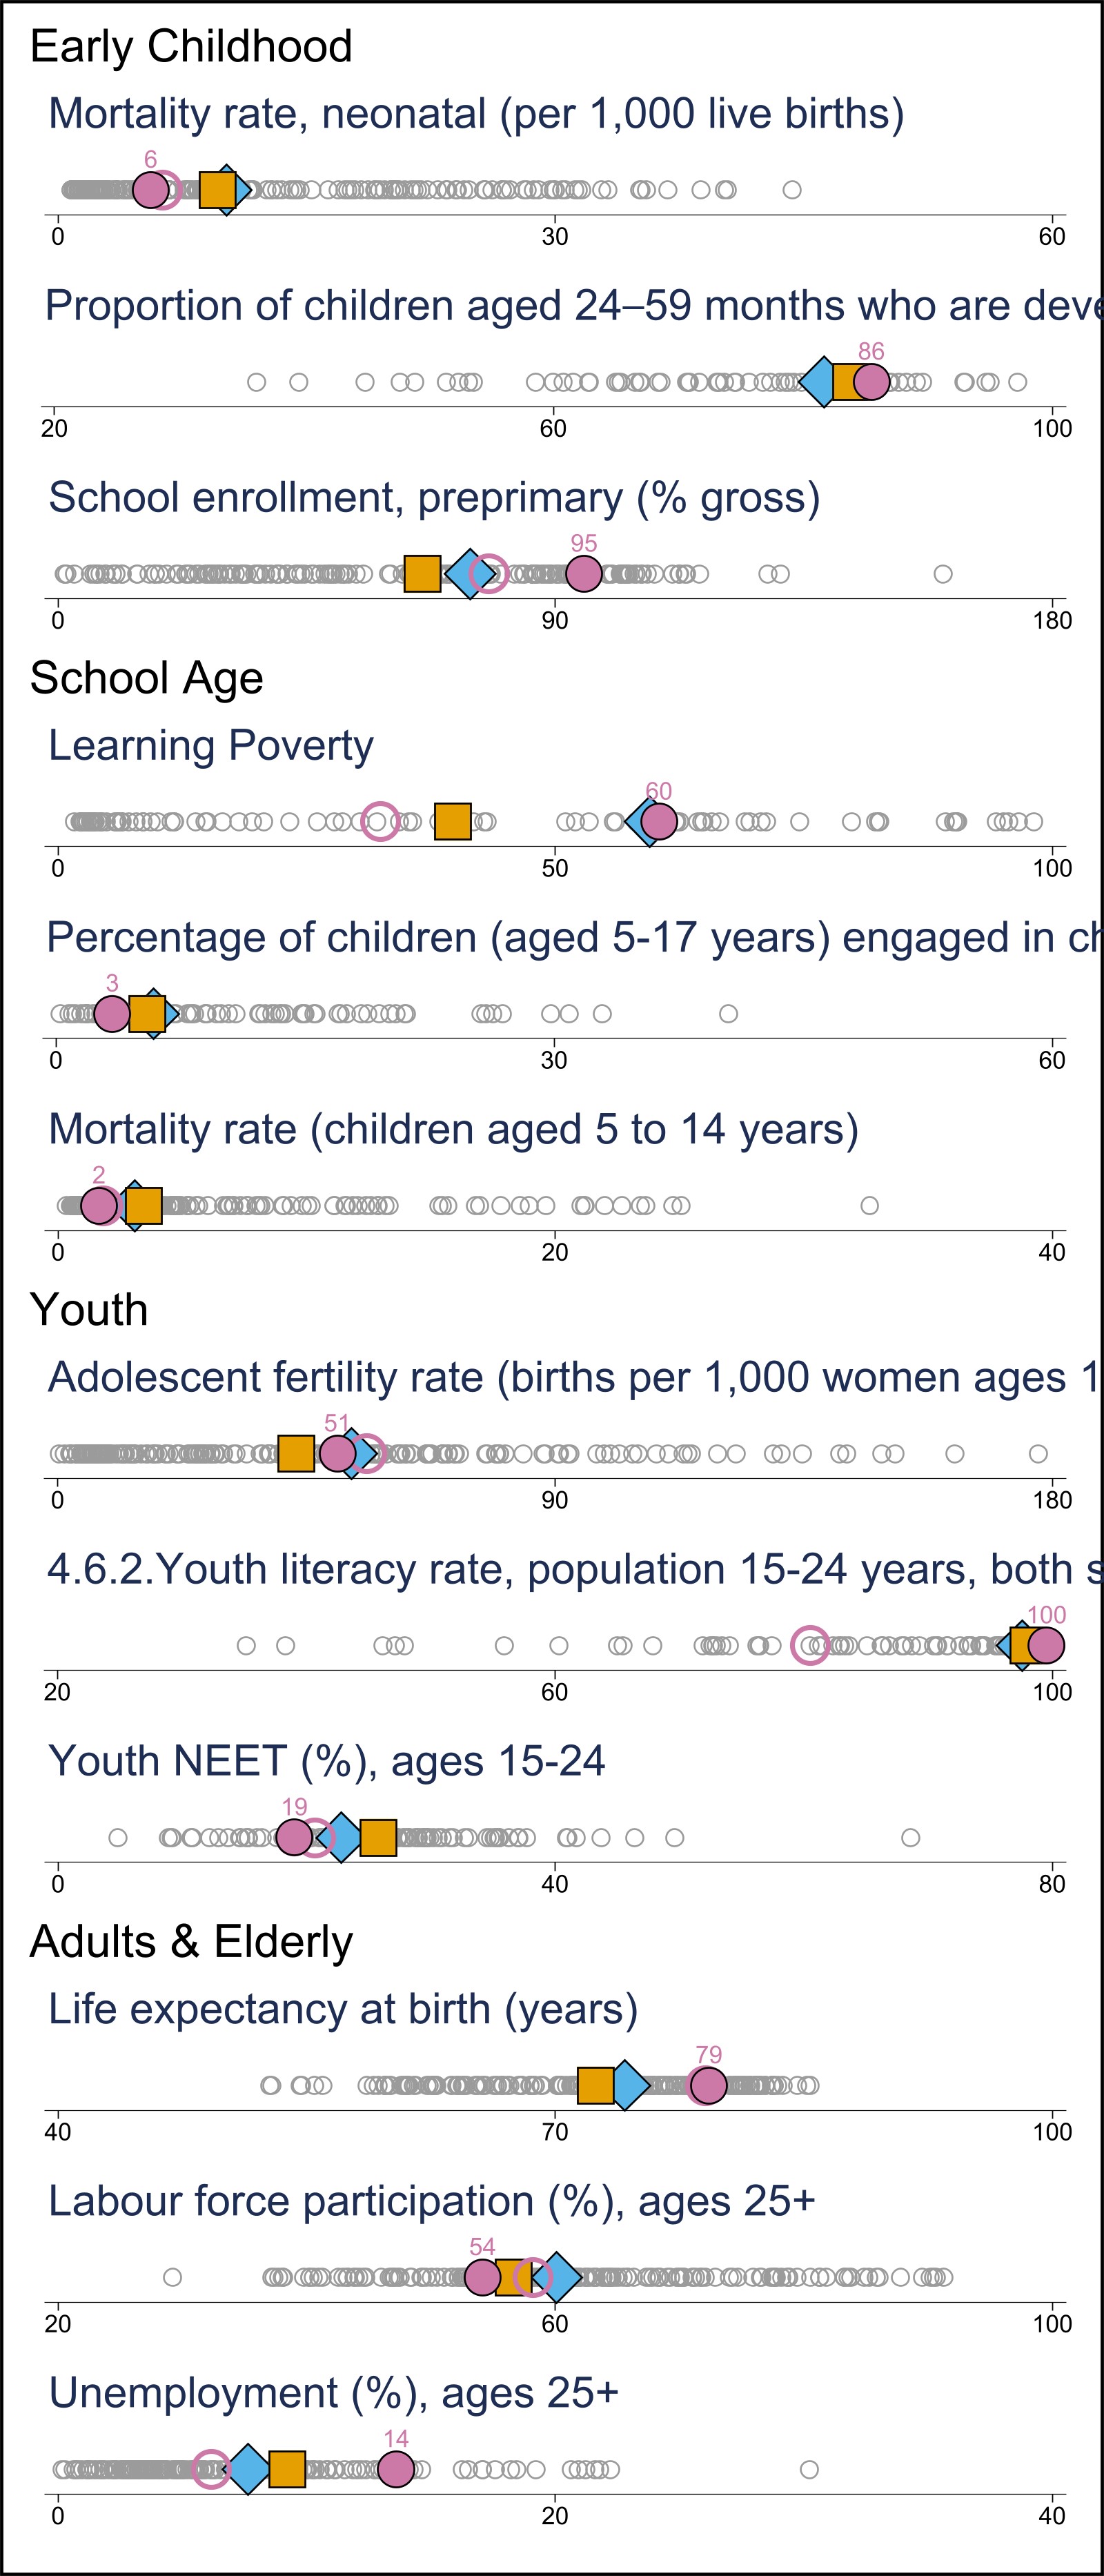 Early Childhood
Mortality rate, neonatal (per 1,000 live births)
6
0 30 60
Proportion of children aged 24–59 months who are deve
86
20 60 100
School enrollment, preprimary (% gross)
95
0 90 180
School Age
Learning Poverty
60
0 50 100
Percentage of children (aged 5-17 years) engaged in ch
3
0 30 60
Mortality rate (children aged 5 to 14 years)
2
0 20 40
Youth
Adolescent fertility rate (births per 1,000 women ages 1
51
0 90 180
4.6.2.Youth literacy rate, population 15-24 years, both s
100
20 60 100
Youth NEET (%), ages 15-24
19
0 40 80
Adults & Elderly
Life expectancy at birth (years)
79
40 70 100
Labour force participation (%), ages 25+
54
20 60 100
Unemployment (%), ages 25+
14
0 20 40